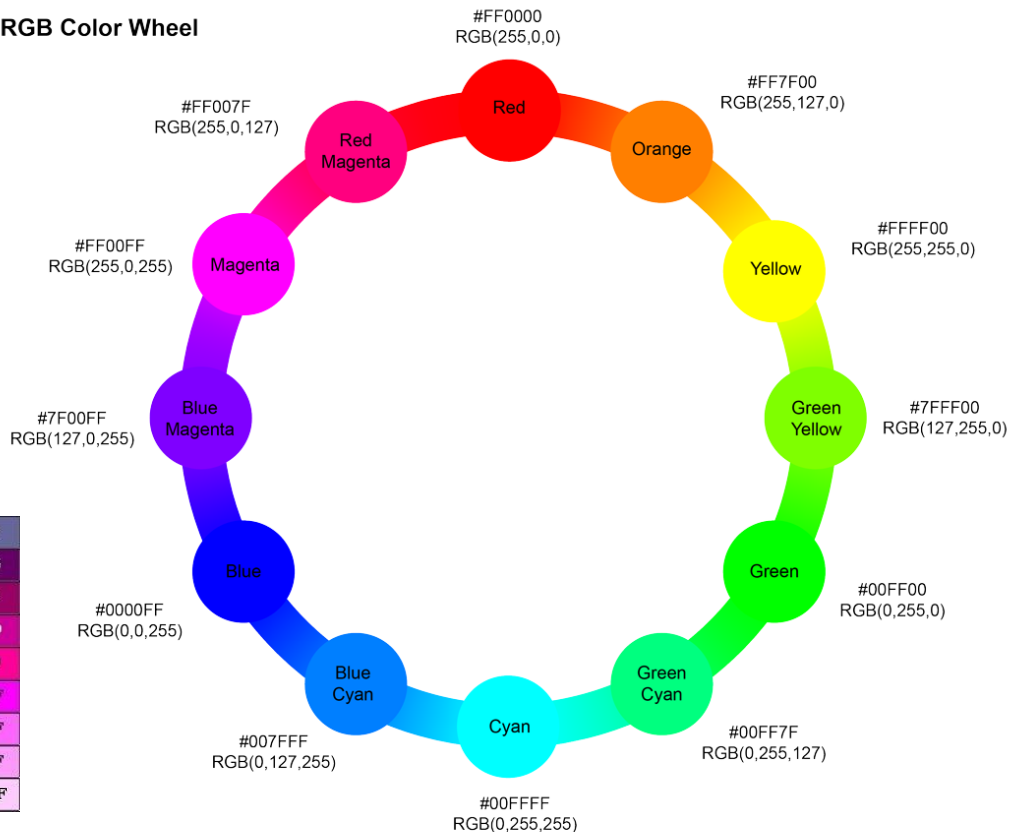 RGB Color Wheel
#FF0000
RGB(255,0,0)
Red
#FF7F00
RGB(255,127,0)
Orange
#FFFF00
RGB(255,255,0)
Yellow
#7FFF00
RGB(127,255,0)
Green
Yellow
#00FF00
RGB(0,255,0)
Green
#00FF7F
RGB(0,255,127)
Green
Cyan
#00FFFF
RGB(0,255,255)
Cyan
#007FFF
RGB(0,127,255)
Blue
Cyan
#0000FF
RGB(0,0,255)
Blue
#7F00FF
RGB(127,0,255)
Blue
Magenta
#FF00FF
RGB(255,0,255)
Magenta
#FF007F
RGB(255,0,127)
Red
Magenta
F